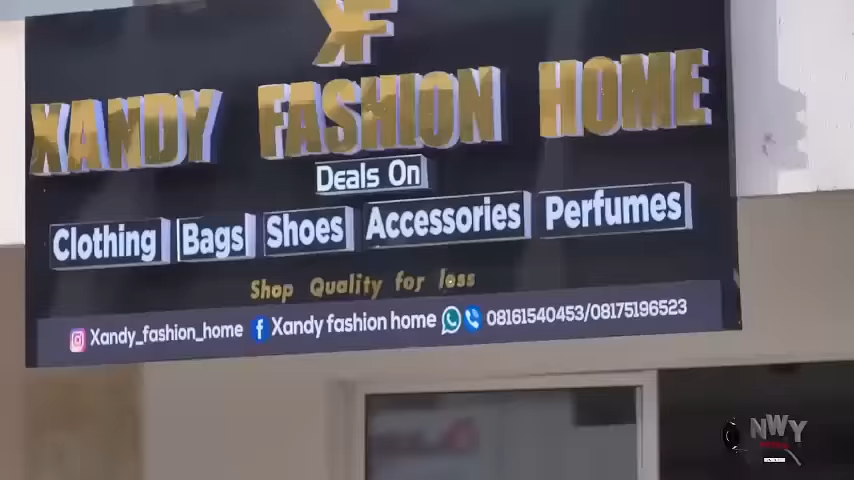 XF
XANDY FASHION HOME
Deals On
Clothing Bags Shoes Accessories Perfumes
Shop Quality for less
Xandy_fashion_home Xandy fashion home 08161540453/08175196523
NWY